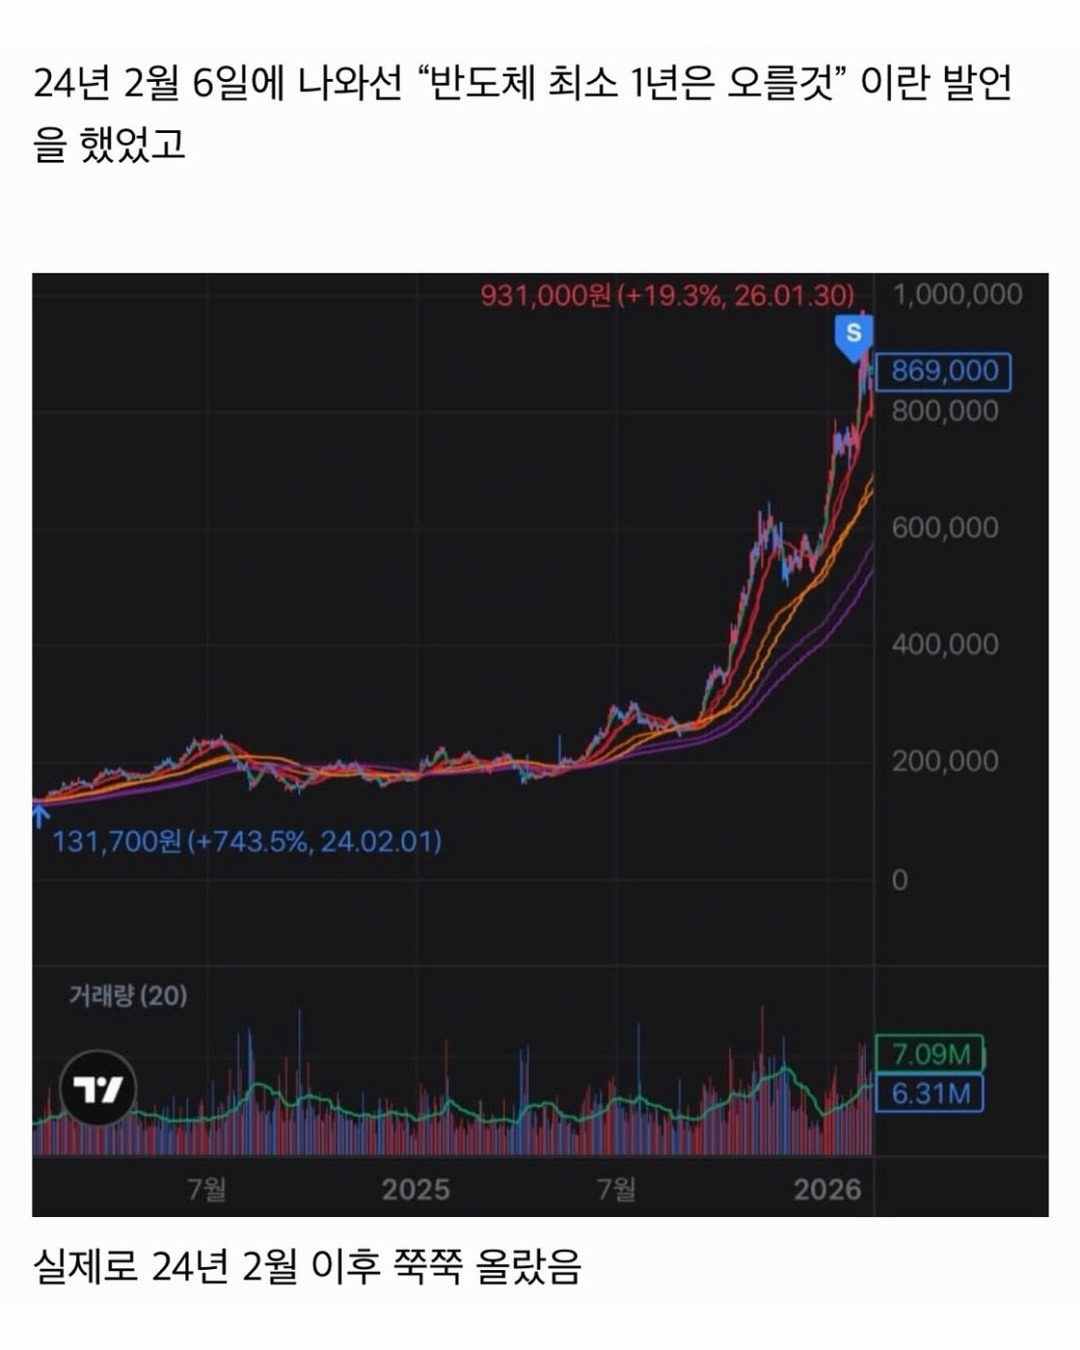 24년 2월 6일에 나와선 “반도체 최소 1년은 오를것” 이란 발언
을 했었고
931,000원 (+19.3%, 26.01.30)
1,000,000
S
869,000
800,000
600,000
400,000
200,000
131,700원 (+743.5%, 24.02.01)
0
거래량 (20)
7.09M
6.31M
7월
2025
7월
2026
실제로 24년 2월 이후 쭉쭉 올랐음